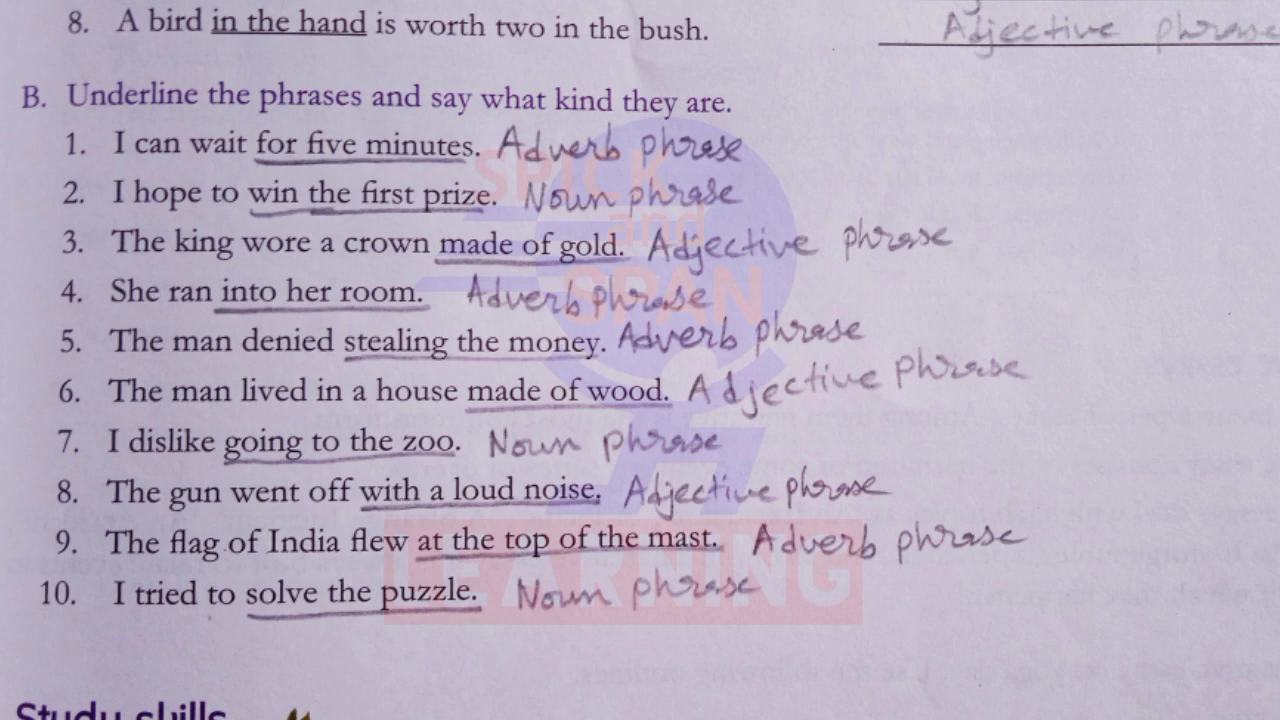 8. A bird in the hand is worth two in the bush. Adjective phrase
B. Underline the phrases and say what kind they are.
1. I can wait for five minutes. Adverb phrase
2. I hope to win the first prize. Noun phrase
3. The king wore a crown made of gold. Adjective phrase
4. She ran into her room. Adverb phrase
5. The man denied stealing the money. Adverb phrase
6. The man lived in a house made of wood. Adjective phrase
7. I dislike going to the zoo. Noun phrase
8. The gun went off with a loud noise. Adjective phrase
9. The flag of India flew at the top of the mast. Adverb phrase
10. I tried to solve the puzzle. Noun phrase
Study skills
SPICK
and
SPAN
LEARNING